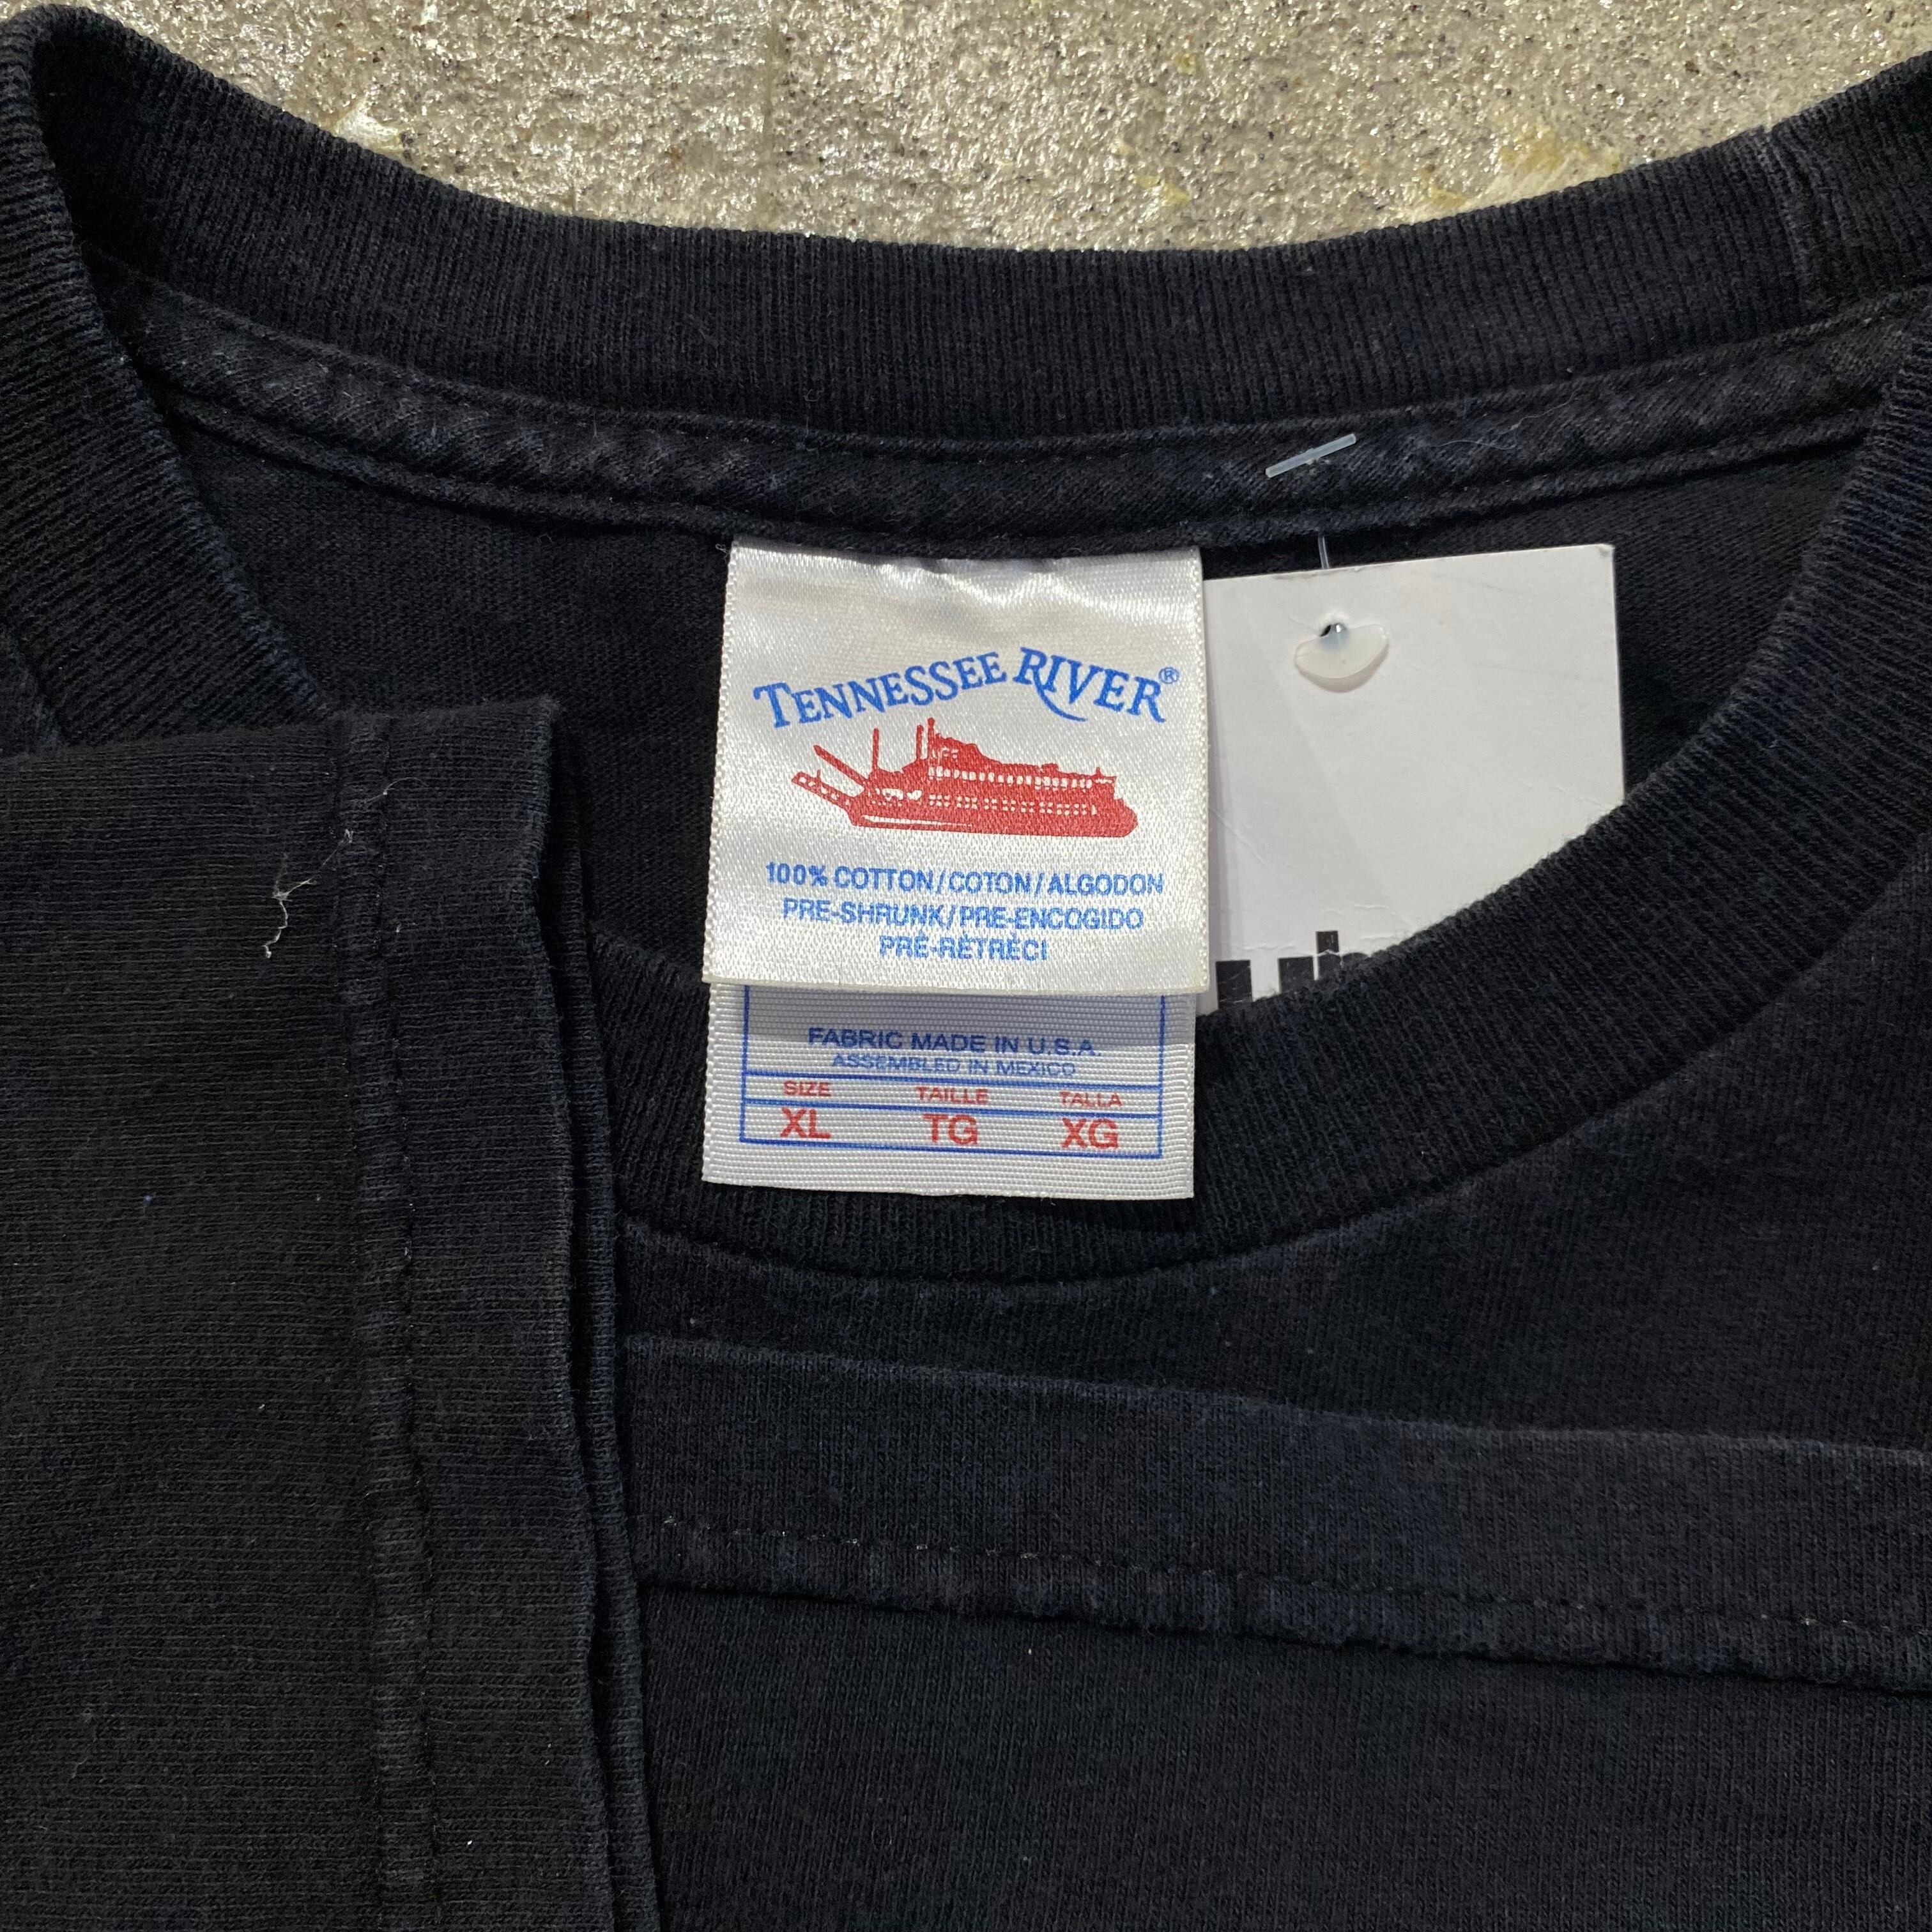 TENNESSEE RIVER®
100% COTTON/COTON/ALGODON
PRE-SHRUNK/PRE-ENCOGIDO
PRÉ-RÉTRÉCI
FABRIC MADE IN U.S.A.
ASSEMBLED IN MEXICO
SIZE TAILLE TALLA
XL TG XG